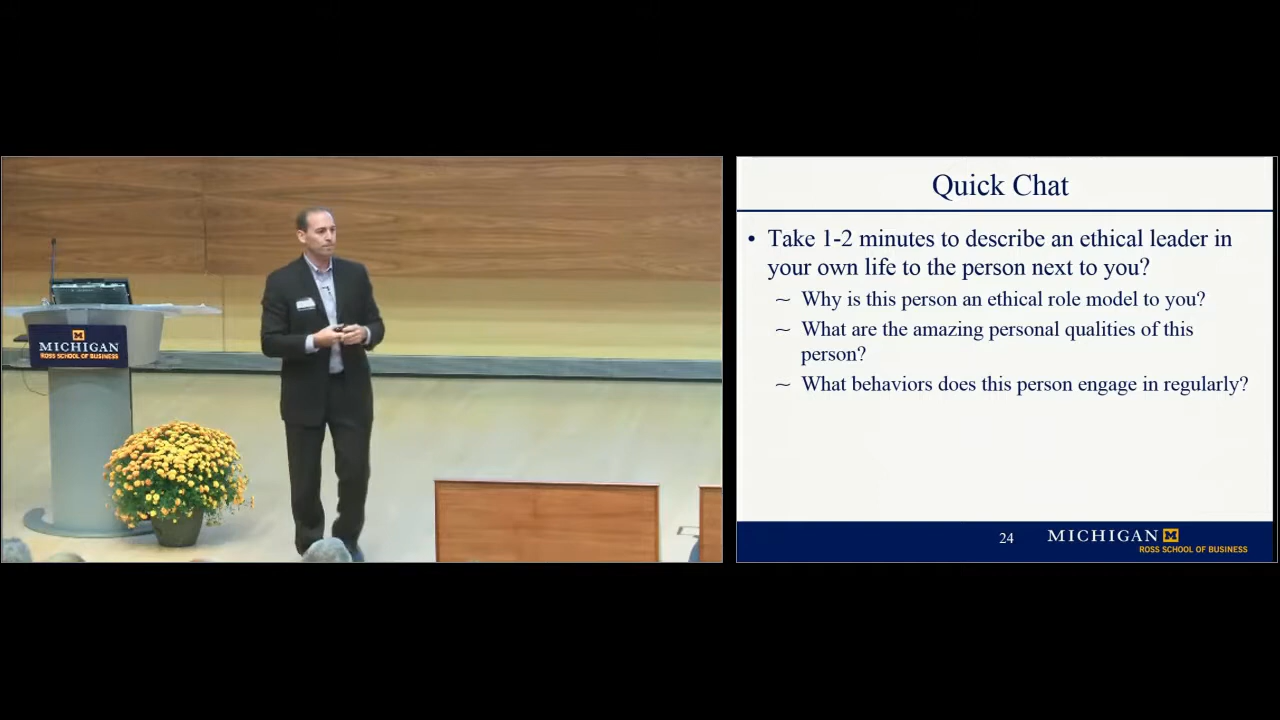 MICHIGAN
ROSS SCHOOL OF BUSINESS
Quick Chat
• Take 1-2 minutes to describe an ethical leader in
your own life to the person next to you?
~ Why is this person an ethical role model to you?
~ What are the amazing personal qualities of this
person?
~ What behaviors does this person engage in regularly?
24
MICHIGAN M
ROSS SCHOOL OF BUSINESS